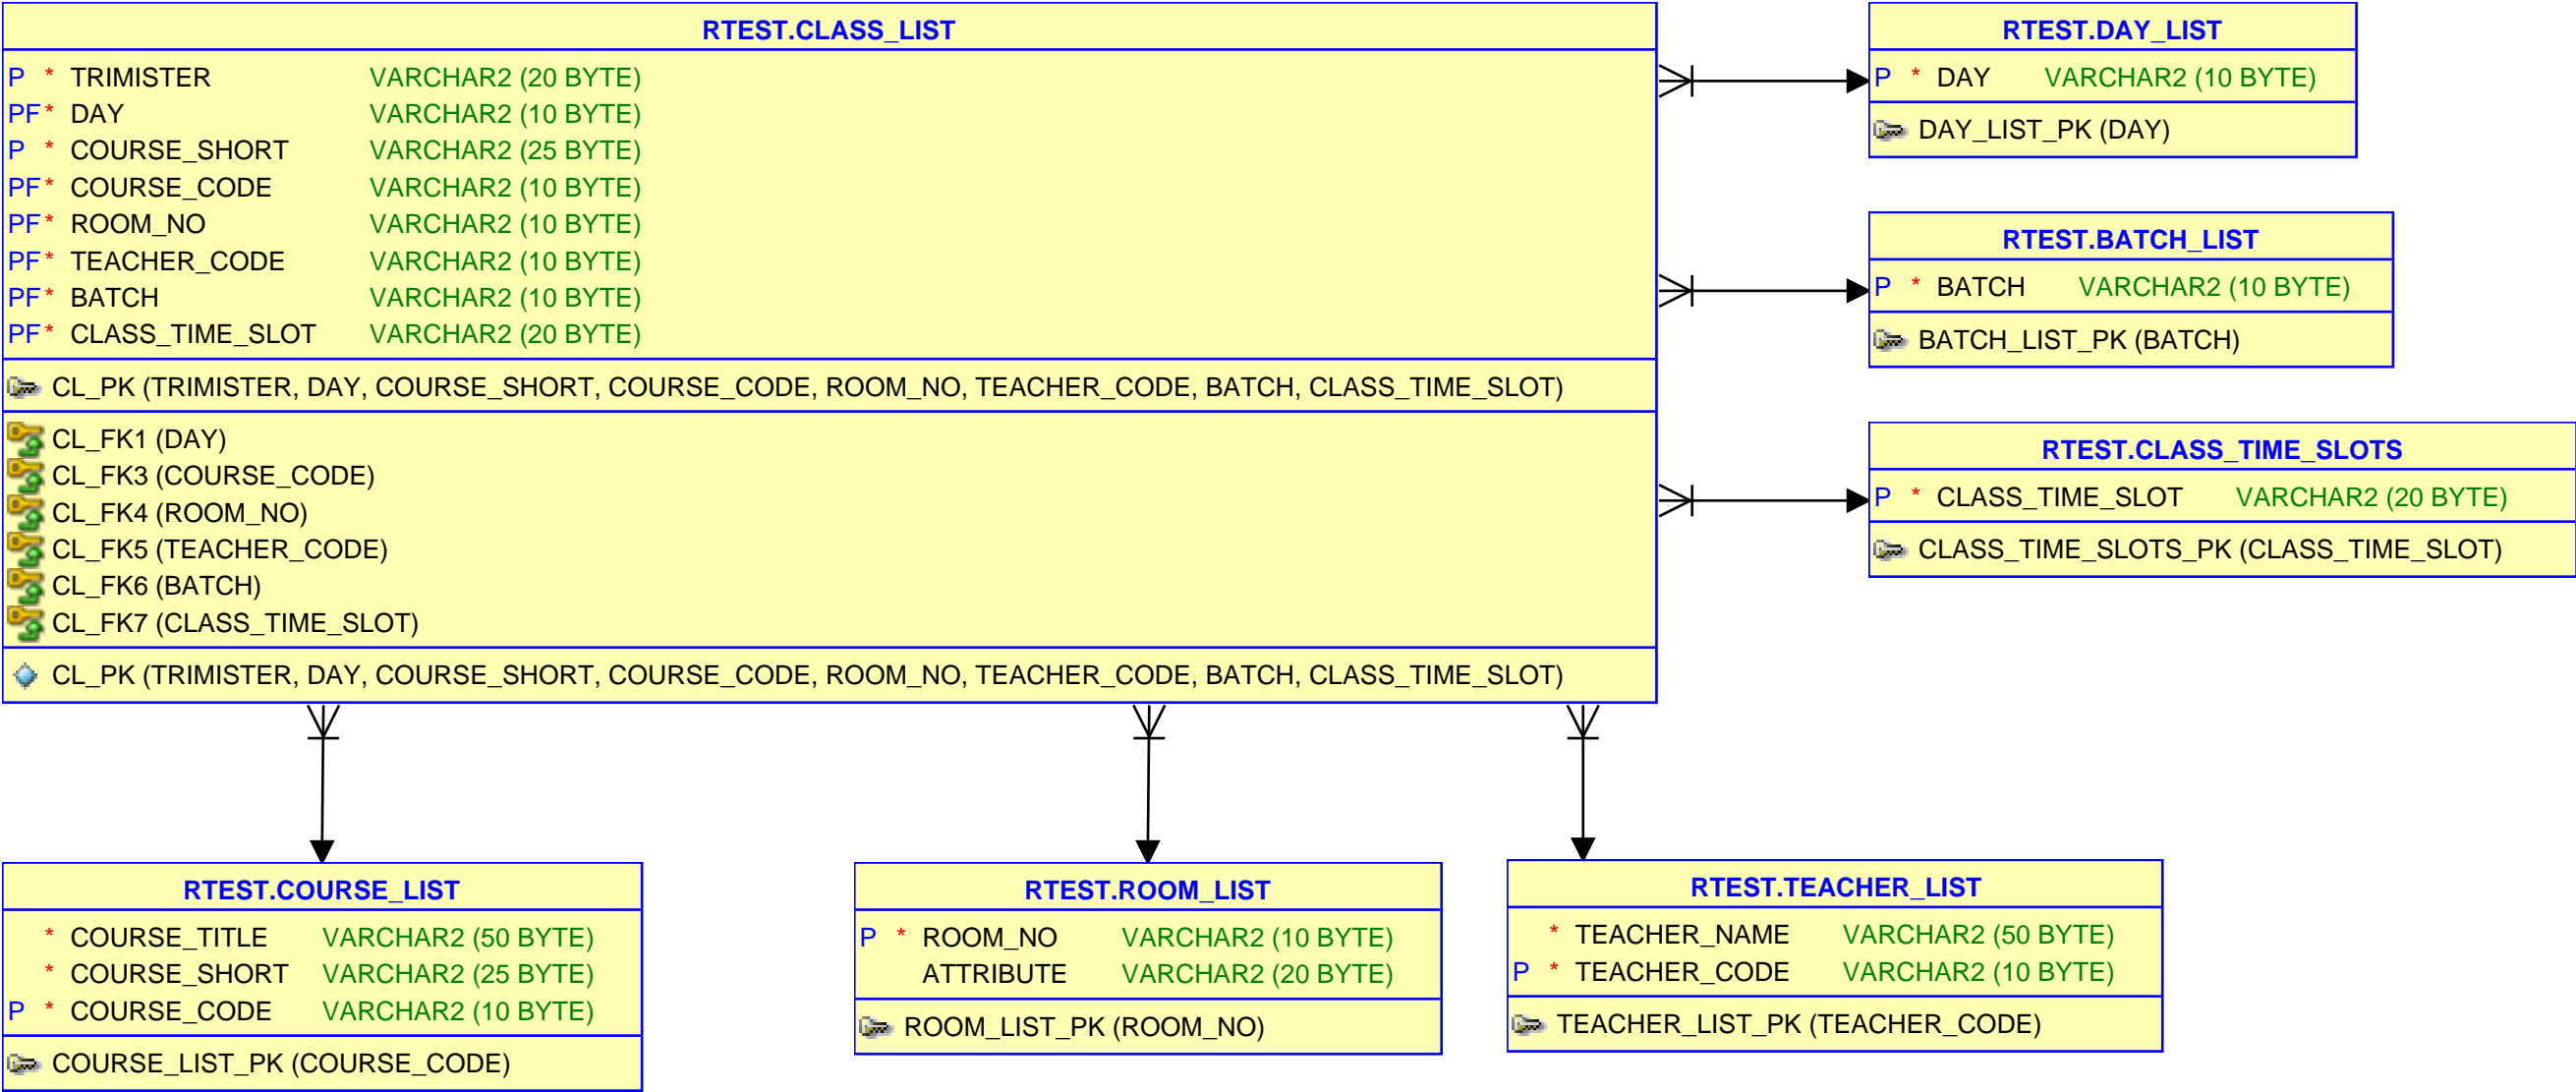 RTEST.CLASS_LIST
P * TRIMISTER VARCHAR2 (20 BYTE)
PF* DAY VARCHAR2 (10 BYTE)
P * COURSE_SHORT VARCHAR2 (25 BYTE)
PF* COURSE_CODE VARCHAR2 (10 BYTE)
PF* ROOM_NO VARCHAR2 (10 BYTE)
PF* TEACHER_CODE VARCHAR2 (10 BYTE)
PF* BATCH VARCHAR2 (10 BYTE)
PF* CLASS_TIME_SLOT VARCHAR2 (20 BYTE)
CL_PK (TRIMISTER, DAY, COURSE_SHORT, COURSE_CODE, ROOM_NO, TEACHER_CODE, BATCH, CLASS_TIME_SLOT)
CL_FK1 (DAY)
CL_FK3 (COURSE_CODE)
CL_FK4 (ROOM_NO)
CL_FK5 (TEACHER_CODE)
CL_FK6 (BATCH)
CL_FK7 (CLASS_TIME_SLOT)
CL_PK (TRIMISTER, DAY, COURSE_SHORT, COURSE_CODE, ROOM_NO, TEACHER_CODE, BATCH, CLASS_TIME_SLOT)
RTEST.DAY_LIST
P * DAY VARCHAR2 (10 BYTE)
DAY_LIST_PK (DAY)
RTEST.BATCH_LIST
P * BATCH VARCHAR2 (10 BYTE)
BATCH_LIST_PK (BATCH)
RTEST.CLASS_TIME_SLOTS
P * CLASS_TIME_SLOT VARCHAR2 (20 BYTE)
CLASS_TIME_SLOTS_PK (CLASS_TIME_SLOT)
RTEST.COURSE_LIST
* COURSE_TITLE VARCHAR2 (50 BYTE)
* COURSE_SHORT VARCHAR2 (25 BYTE)
P * COURSE_CODE VARCHAR2 (10 BYTE)
COURSE_LIST_PK (COURSE_CODE)
RTEST.ROOM_LIST
P * ROOM_NO VARCHAR2 (10 BYTE)
ATTRIBUTE VARCHAR2 (20 BYTE)
ROOM_LIST_PK (ROOM_NO)
RTEST.TEACHER_LIST
* TEACHER_NAME VARCHAR2 (50 BYTE)
P * TEACHER_CODE VARCHAR2 (10 BYTE)
TEACHER_LIST_PK (TEACHER_CODE)